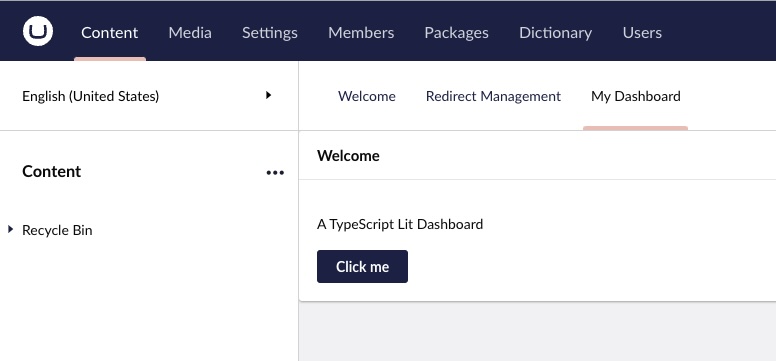 Content Media Settings Members Packages Dictionary Users
English (United States)
Welcome Redirect Management My Dashboard
Content
Recycle Bin
Welcome
A TypeScript Lit Dashboard
Click me